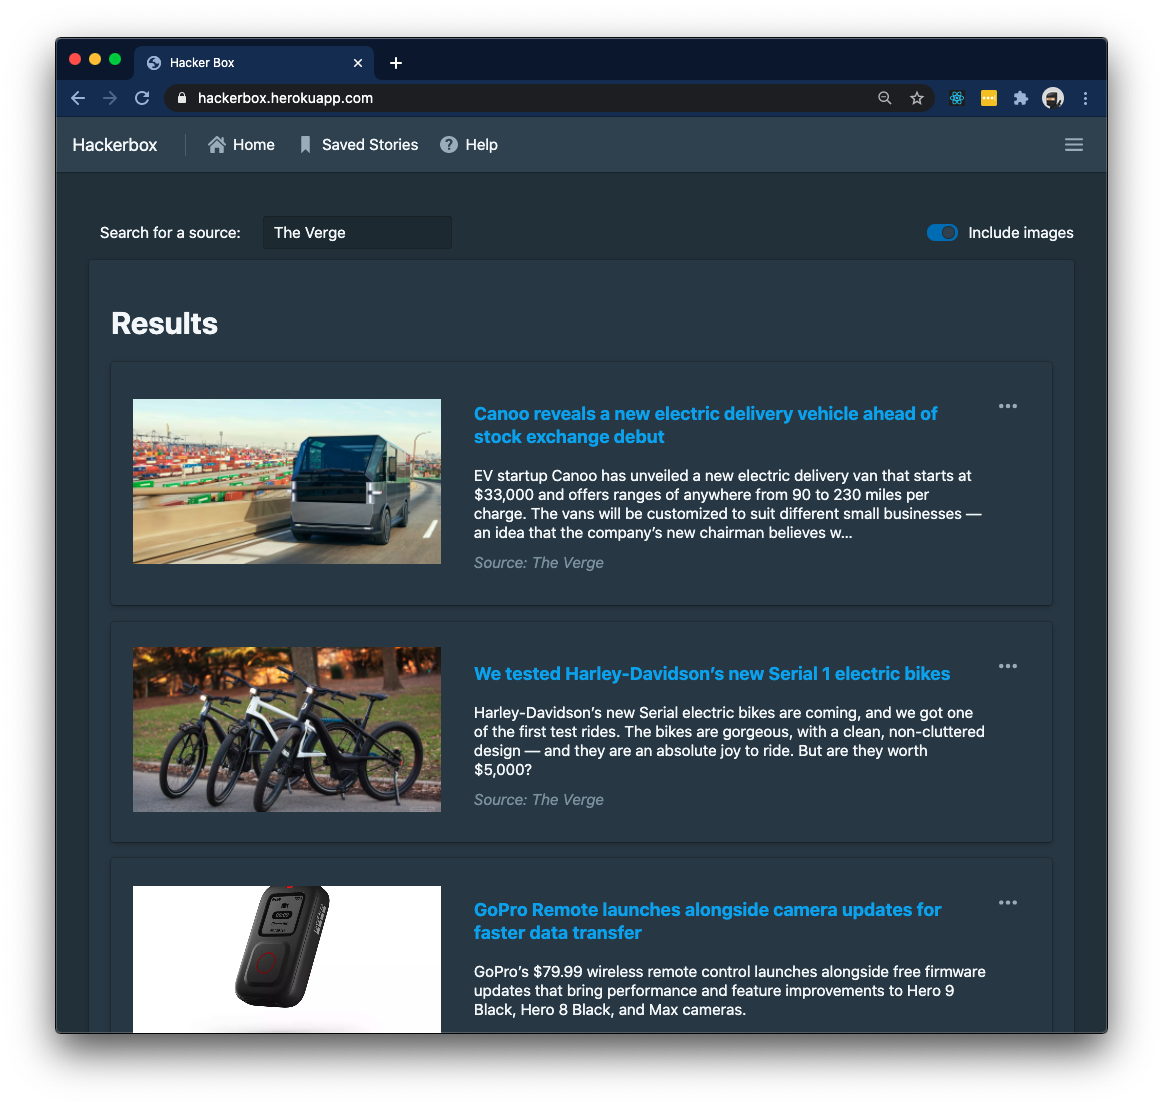 Hacker Box
hackerbox.herokuapp.com
Hackerbox
Home
Saved Stories
Help
Search for a source:
The Verge
Include images
Results
Canoo reveals a new electric delivery vehicle ahead of
stock exchange debut
EV startup Canoo has unveiled a new electric delivery van that starts at
$33,000 and offers ranges of anywhere from 90 to 230 miles per
charge. The vans will be customized to suit different small businesses —
an idea that the company’s new chairman believes w...
Source: The Verge
We tested Harley-Davidson’s new Serial 1 electric bikes
Harley-Davidson’s new Serial electric bikes are coming, and we got one
of the first test rides. The bikes are gorgeous, with a clean, non-cluttered
design — and they are an absolute joy to ride. But are they worth
$5,000?
Source: The Verge
GoPro Remote launches alongside camera updates for
faster data transfer
GoPro’s $79.99 wireless remote control launches alongside free firmware
updates that bring performance and feature improvements to Hero 9
Black, Hero 8 Black, and Max cameras.